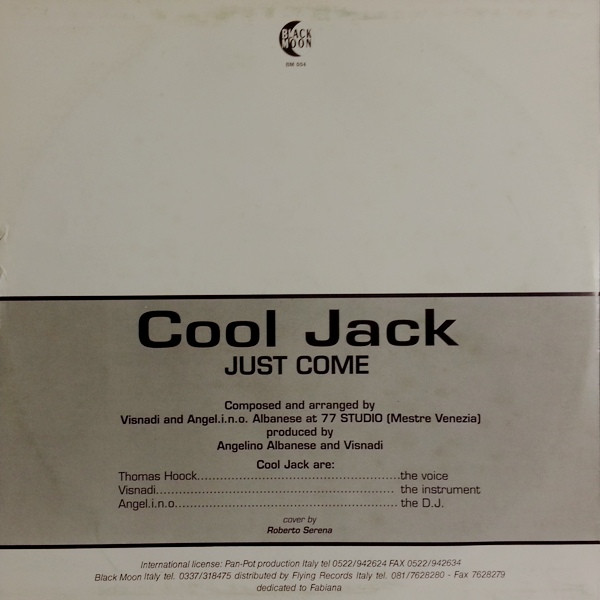 BLACK
MOON
BM 004
Cool Jack
JUST COME
Composed and arranged by
Visnadi and Angel.i.n.o. Albanese at 77 STUDIO (Mestre Venezia)
produced by
Angelino Albanese and Visnadi
Cool Jack are:
Thomas Hoock..................................................the voice
Visnadi............................................................ the instrument
Angel.i.n.o........................................................the D.J.
cover by
Roberto Serena
International license: Pan-Pot production Italy tel 0522/942624 FAX 0522/942634
Black Moon Italy tel. 0337/318475 distributed by Flying Records Italy tel. 081/7628280 - Fax 7628279
dedicated to Fabiana